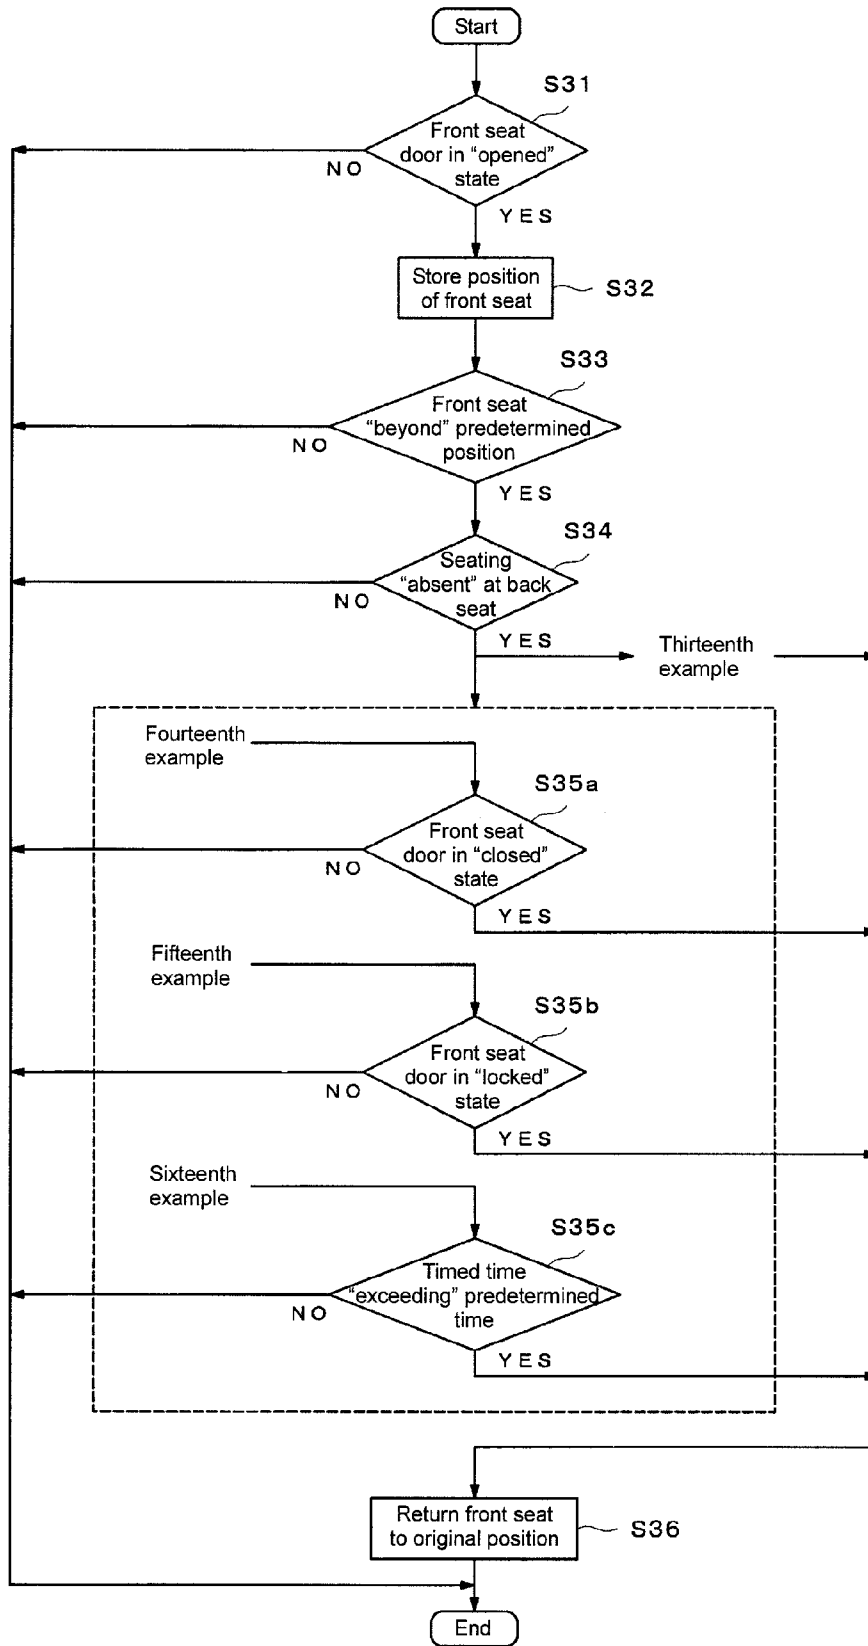 Start
S31
Front seat
door in “opened”
state
NO
YES
Store position
of front seat
S32
S33
Front seat
“beyond” predetermined
position
NO
YES
S34
Seating
“absent” at back
seat
NO
YES
Thirteenth
example
Fourteenth
example
S35a
Front seat
door in “closed”
state
NO
YES
Fifteenth
example
S35b
Front seat
door in “locked”
state
NO
YES
Sixteenth
example
S35c
Timed time
“exceeding” predetermined
time
NO
YES
Return front seat
to original position
S36
End